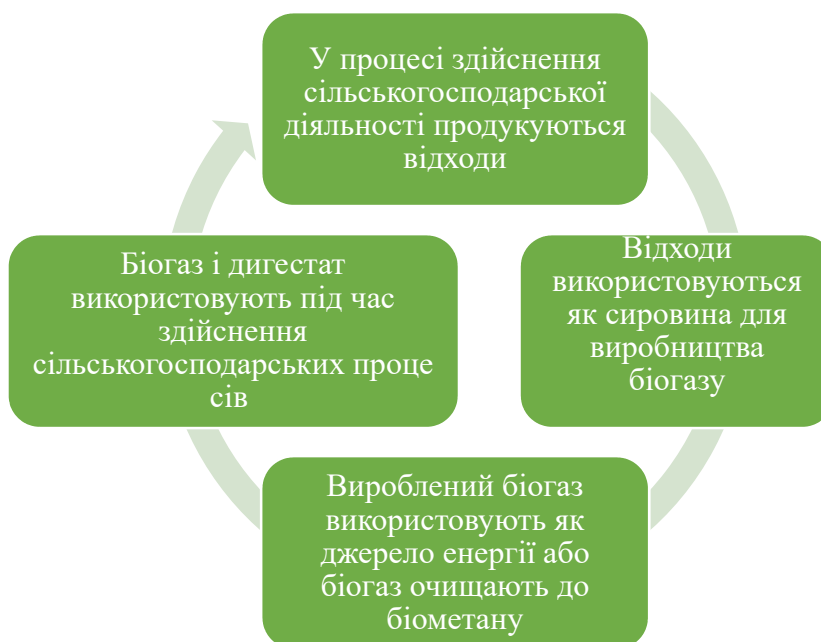 У процесі здійснення
сільськогосподарської
діяльності продукуються
відходи
Відходи
використовуються
як сировина для
виробництва
біогазу
Вироблений біогаз
використовують як
джерело енергії або
біогаз очищають до
біометану
Біогаз і дигестат
використовують під час
здійснення
сільськогосподарських проце
сів